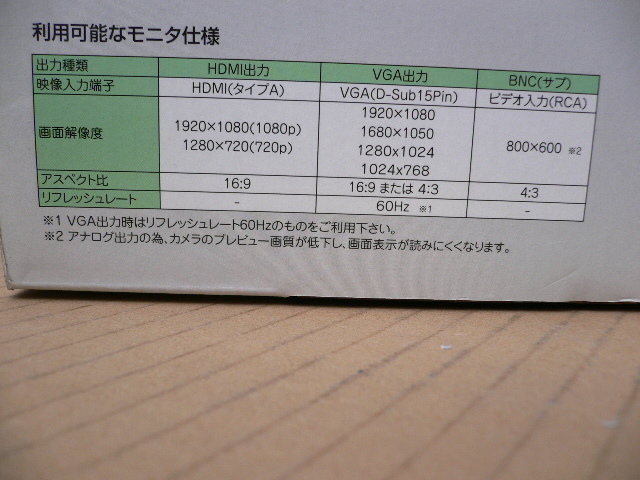 利用可能なモニタ仕様
出力種類 HDMI出力 VGA出力 BNC(サブ)
映像入力端子 HDMI(タイプA) VGA(D-Sub15Pin) ビデオ入力(RCA)
画面解像度 1920×1080(1080p) 1280×720(720p) 1920×1080 1680×1050 1280x1024 1024x768 800×600 ※2
アスペクト比 16:9 16:9 または 4:3 4:3
リフレッシュレート - 60Hz ※1 -
※1 VGA出力時はリフレッシュレート60Hzのものをご利用下さい。
※2 アナログ出力の為、カメラのプレビュー画質が低下し、画面表示が読みにくくなります。